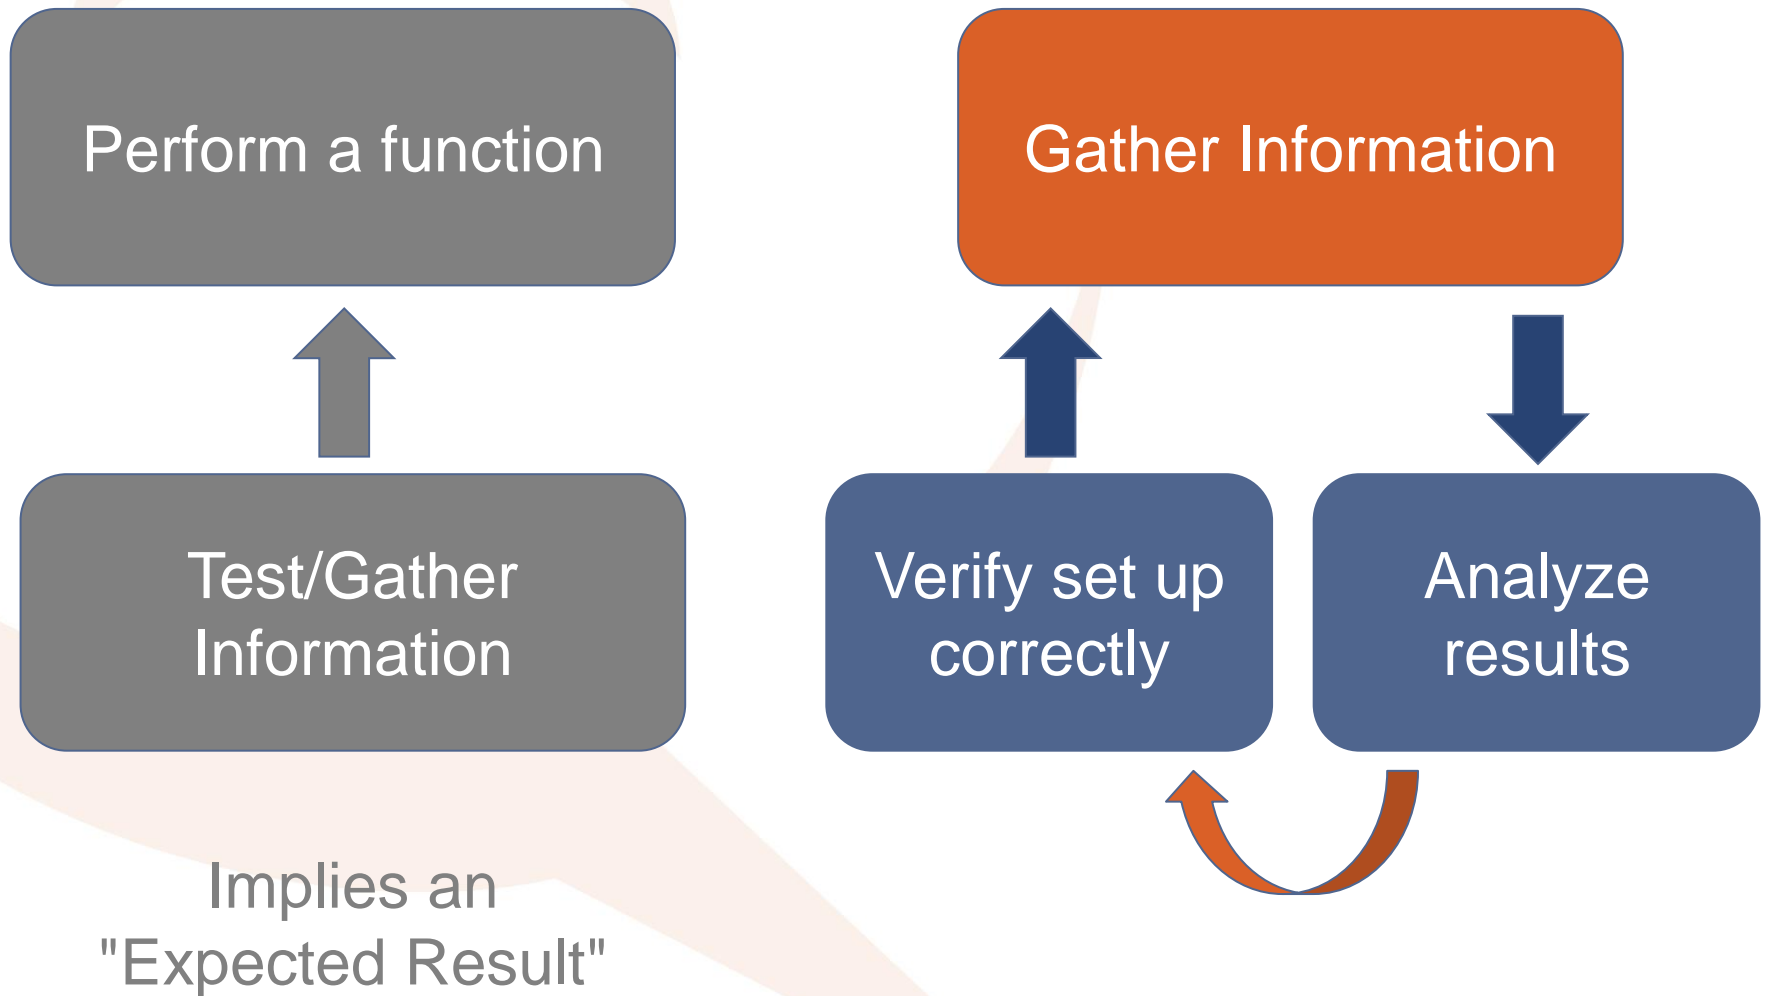 Perform a function
Gather Information
Test/Gather
Information
Verify set up
correctly
Analyze
results
Implies an
"Expected Result"